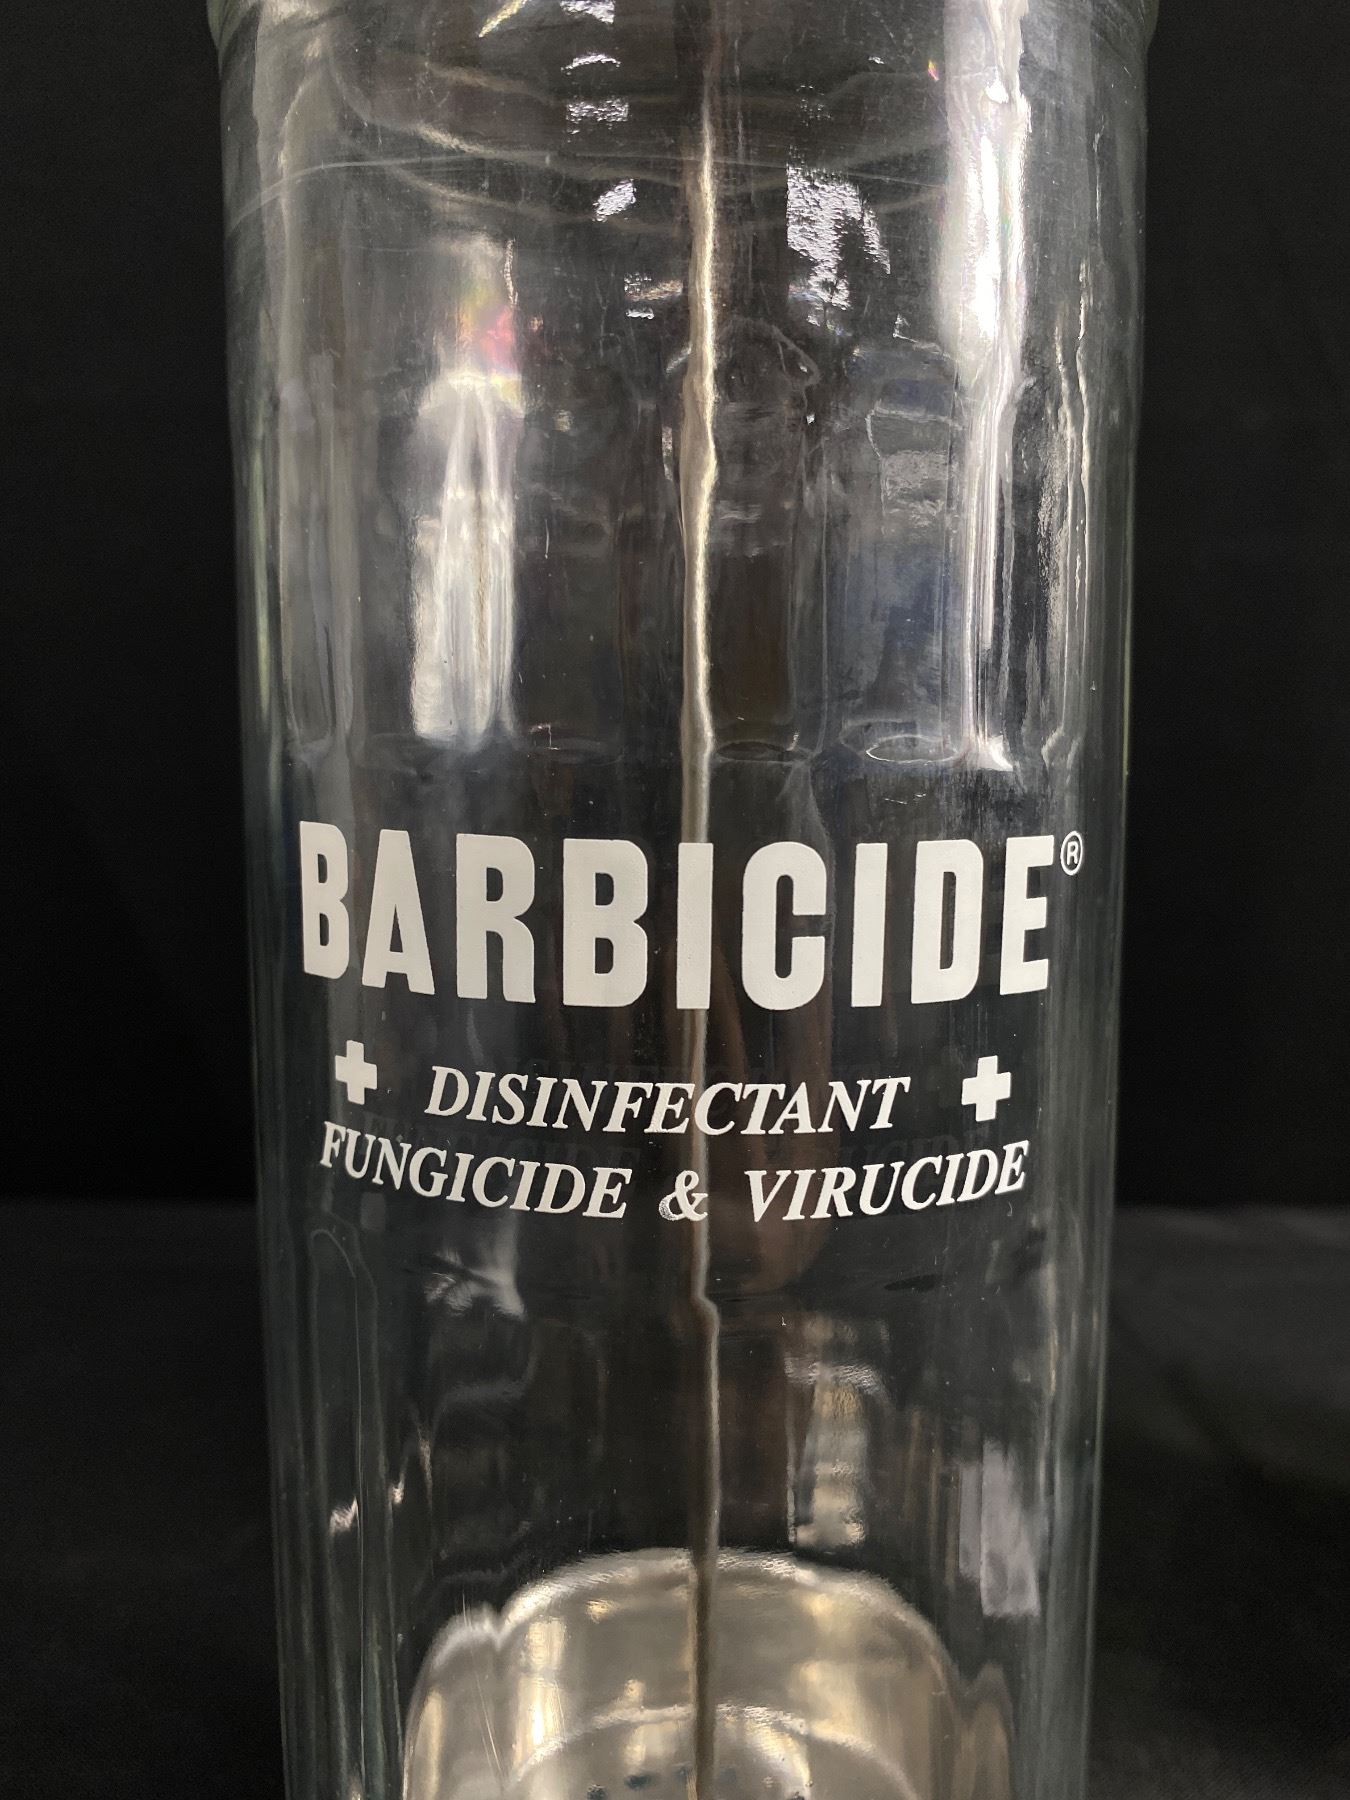 BARBICIDE®
✚ DISINFECTANT ✚
FUNGICIDE & VIRUCIDE